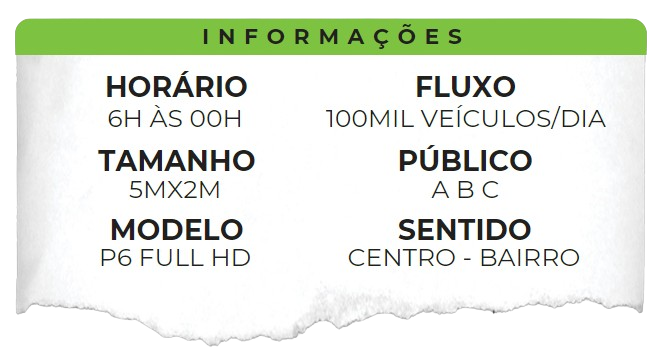 INFORMAÇÕES
HORÁRIO
6H ÀS 00H
TAMANHO
5MX2M
MODELO
P6 FULL HD
FLUXO
100MIL VEÍCULOS/DIA
PÚBLICO
A B C
SENTIDO
CENTRO - BAIRRO